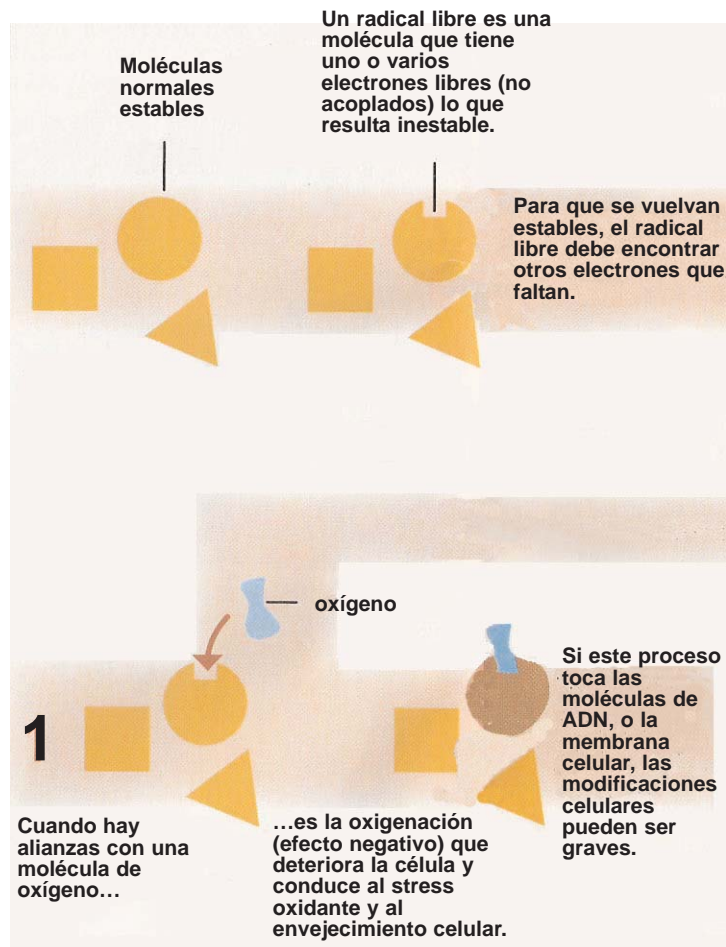 Moléculas
normales
estables
Un radical libre es una
molécula que tiene
uno o varios
electrones libres (no
acoplados) lo que
resulta inestable.
Para que se vuelvan
estables, el radical
libre debe encontrar
otros electrones que
faltan.
oxígeno
1
Cuando hay
alianzas con una
molécula de
oxígeno…
…es la oxigenación
(efecto negativo) que
deteriora la célula y
conduce al stress
oxidante y al
envejecimiento celular.
Si este proceso
toca las
moléculas de
ADN, o la
membrana
celular, las
modificaciones
celulares
pueden ser
graves.